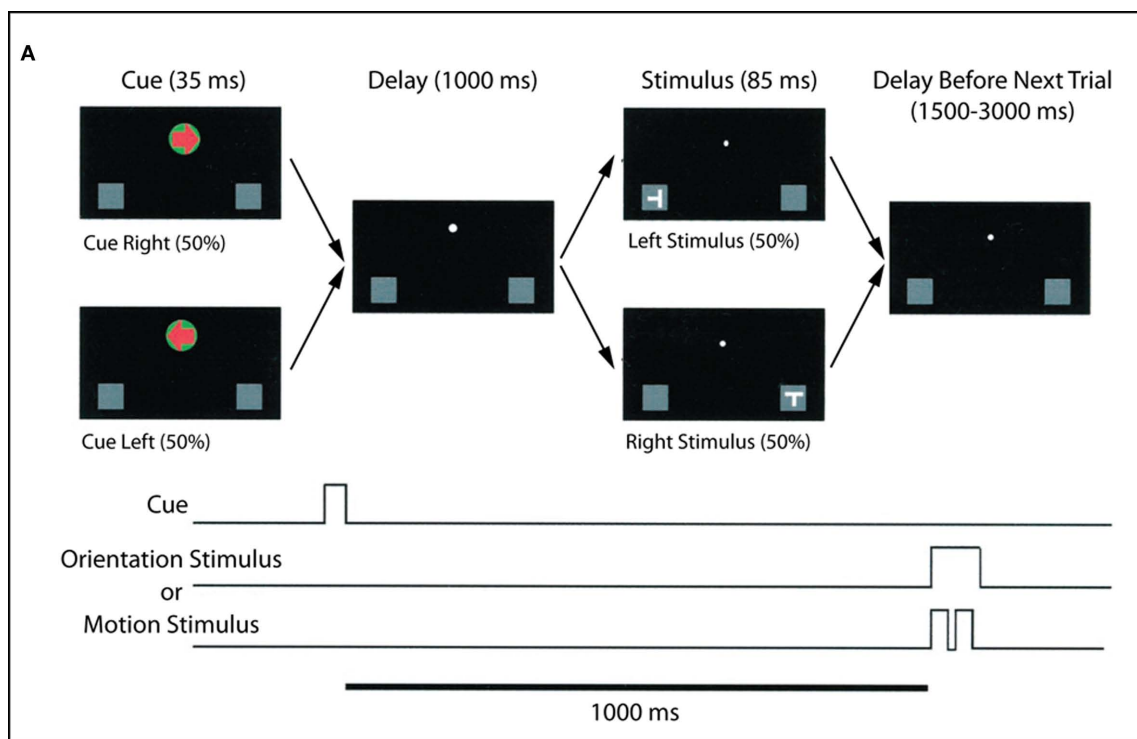 A
Cue (35 ms)
Delay (1000 ms)
Stimulus (85 ms)
Delay Before Next Trial
(1500-3000 ms)
Cue Right (50%)
Left Stimulus (50%)
Cue Left (50%)
Right Stimulus (50%)
Cue
Orientation Stimulus
or
Motion Stimulus
1000 ms